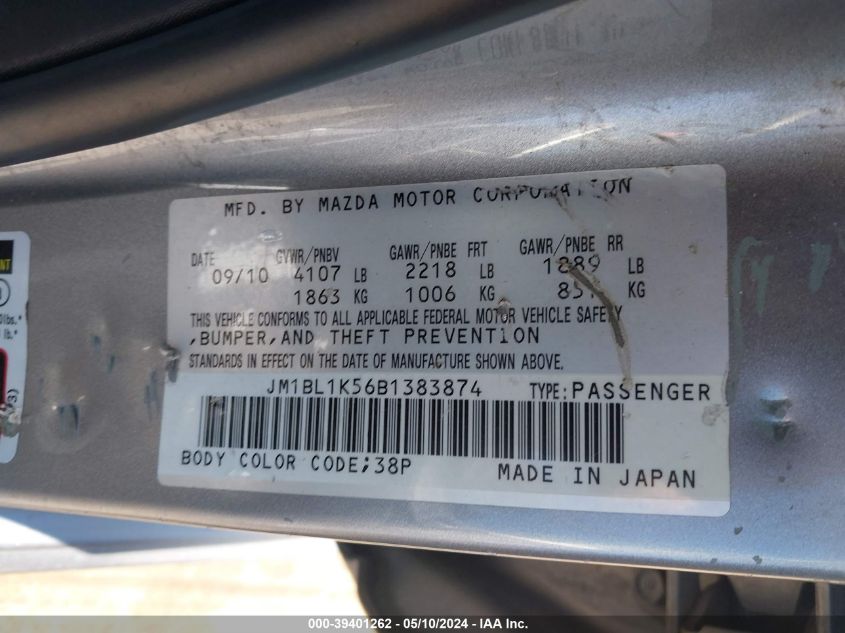 MFD. BY MAZDA MOTOR CORPORATION
DATE GVWR/PNBV GAWR/PNBE FRT GAWR/PNBE RR
09/10 4107 LB 2218 LB 1889 LB
1863 KG 1006 KG KG
THIS VEHICLE CONFORMS TO ALL APPLICABLE FEDERAL MOTOR VEHICLE SAFETY
,BUMPER,AND THEFT PREVENTION
STANDARDS IN EFFECT ON THE DATE OF MANUFACTURE SHOWN ABOVE.
JM1BL1K56B1383874 TYPE:PASSENGER
BODY COLOR CODE;38P
MADE IN JAPAN
000-39401262 - 05/10/2024 - IAA Inc.